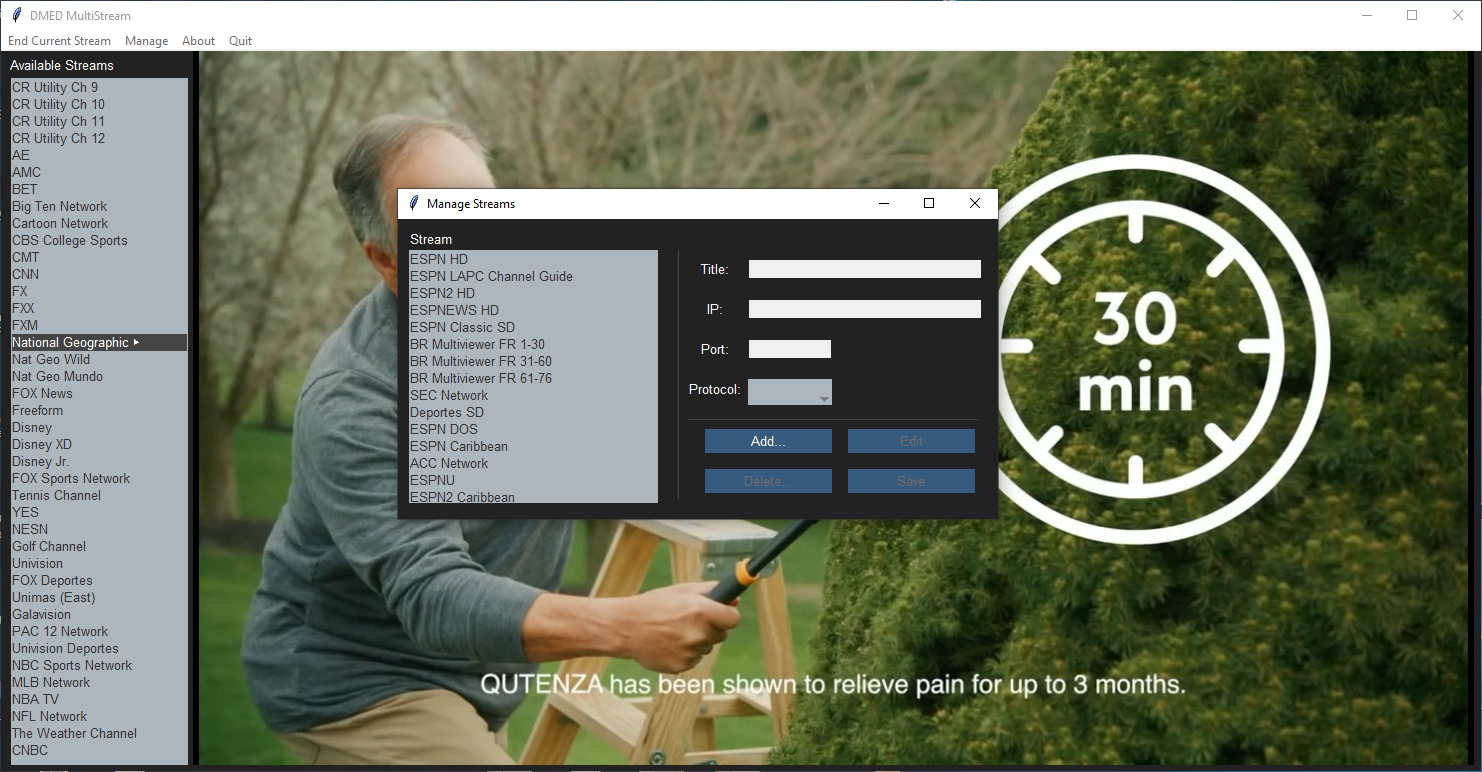 DMED MultiStream
End Current Stream Manage About Quit
Available Streams
CR Utility Ch 9
CR Utility Ch 10
CR Utility Ch 11
CR Utility Ch 12
AE
AMC
BET
Big Ten Network
Cartoon Network
CBS College Sports
CMT
CNN
FX
FXX
FXM
National Geographic
Nat Geo Wild
Nat Geo Mundo
FOX News
Freeform
Disney
Disney XD
Disney Jr.
FOX Sports Network
Tennis Channel
YES
NESN
Golf Channel
Univision
FOX Deportes
Unimas (East)
Galavision
PAC 12 Network
Univision Deportes
NBC Sports Network
MLB Network
NBA TV
NFL Network
The Weather Channel
CNBC
Manage Streams
Stream
ESPN HD
ESPN LAPC Channel Guide
ESPN2 HD
ESPNEWS HD
ESPN Classic SD
BR Multiviewer FR 1-30
BR Multiviewer FR 31-60
BR Multiviewer FR 61-76
SEC Network
Deportes SD
ESPN DOS
ESPN Caribbean
ACC Network
ESPNU
ESPN2 Caribbean
Title:
IP:
Port:
Protocol:
Add... Edit
Delete... Save
30
min
QUTENZA has been shown to relieve pain for up to 3 months.